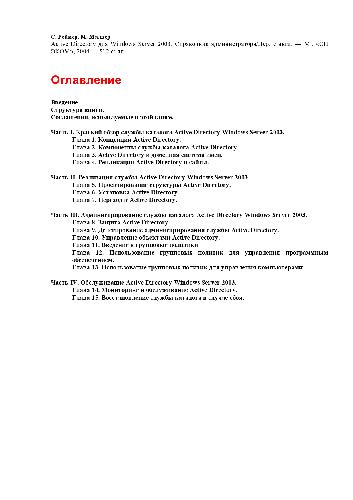 С. Реймер, М. Малкер
Active Directory для Windows Server 2003. Справочник администратора/Пер. с англ. — М.: «СП
ЭКОМ», 2004. — 512 с.: ил.
Оглавление
Введение
Структура книги.
Соглашения, используемые в этой книге.
Часть I. Краткий обзор службы каталога Active Directory Windows Server 2003.
Глава 1. Концепции Active Directory.
Глава 2. Компоненты службы каталога Active Directory
Глава 3. Active Directory и доменная система имен.
Глава 4. Репликация Active Directory и сайты.
Часть II. Реализация службы Active Directory Windows Server 2003
Глава 5. Проектирование структуры Active Directory.
Глава 6. Установка Active Directory
Глава 7. Переход к Active Directory.
Часть III. Администрирование службы каталога Active Directory Windows Server 2003.
Глава 8. Защита Active Directory.
Глава 9. Делегирование администрирования службы Active Directory.
Глава 10. Управление объектами Active Directory.
Глава 11. Введение в групповые политики
Глава 12. Использование групповых политик для управления программным
обеспечением.
Глава 13. Использование групповых политик для управления компьютерами
Часть IV. Обслуживание Active Directory Windows Server 2003.
Глава 14. Мониторинг и обслуживание Active Directory.
Глава 15. Восстановление службы каталога в случае сбоя.